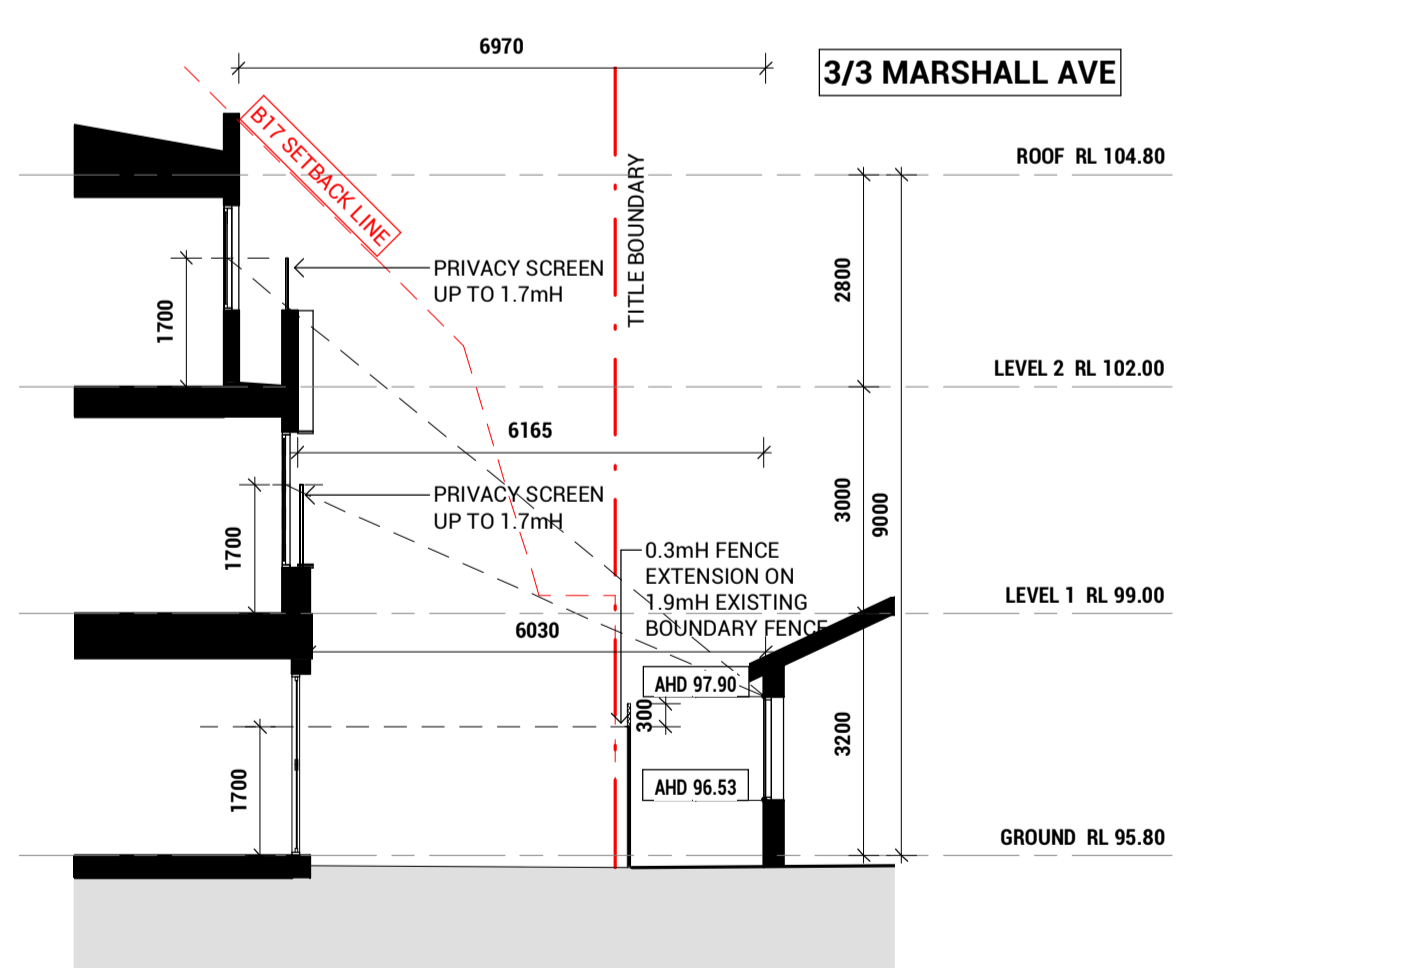 6970
3/3 MARSHALL AVE
B17 SETBACK LINE
TITLE BOUNDARY
ROOF RL 104.80
PRIVACY SCREEN
UP TO 1.7mH
1700
2800
LEVEL 2 RL 102.00
6165
PRIVACY SCREEN
UP TO 1.7mH
1700
3000
9000
0.3mH FENCE
EXTENSION ON
1.9mH EXISTING
BOUNDARY FENCE
LEVEL 1 RL 99.00
6030
AHD 97.90
300
3200
1700
AHD 96.53
GROUND RL 95.80